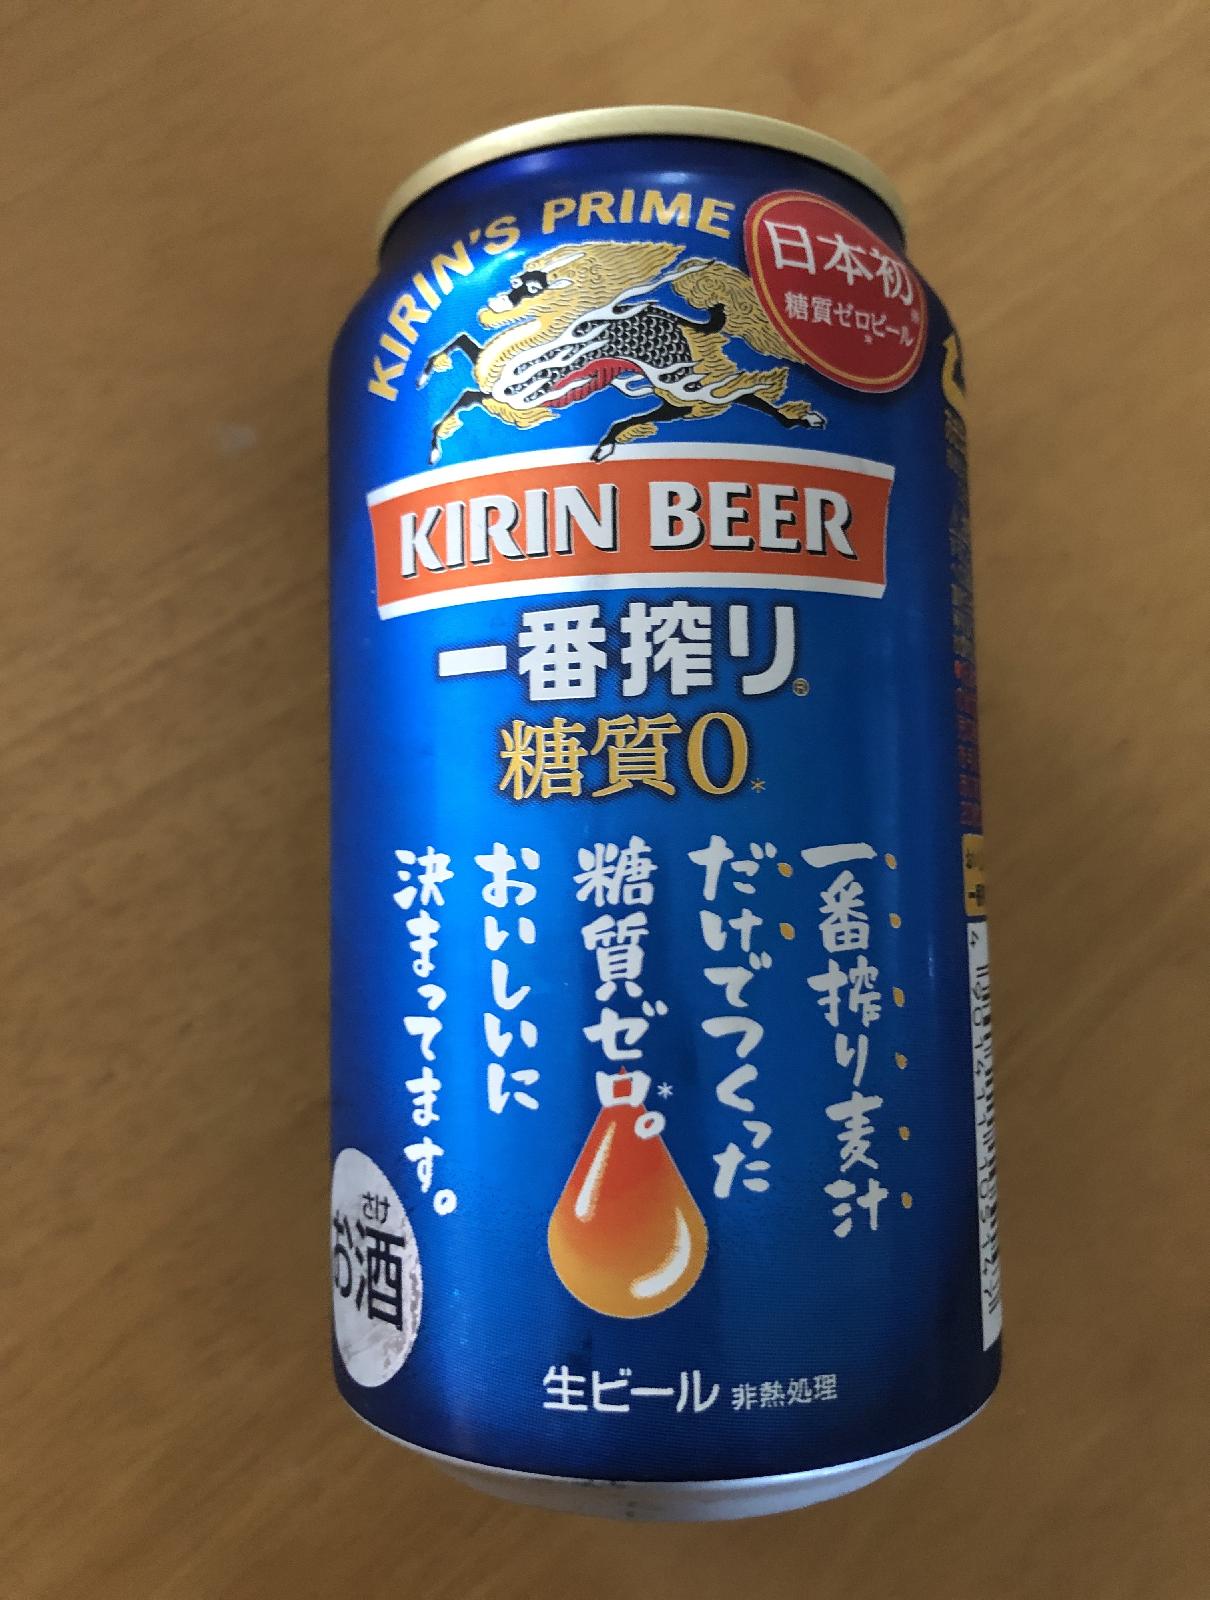 KIRIN'S PRIME
日本初※
糖質ゼロビール
※
KIRIN BEER
一番搾り®
糖質0*
一番搾り麦汁
だけでつくった
糖質ゼロ。*
おいしいに
決まってます。
おさけ
お酒
生ビール 非熱処理